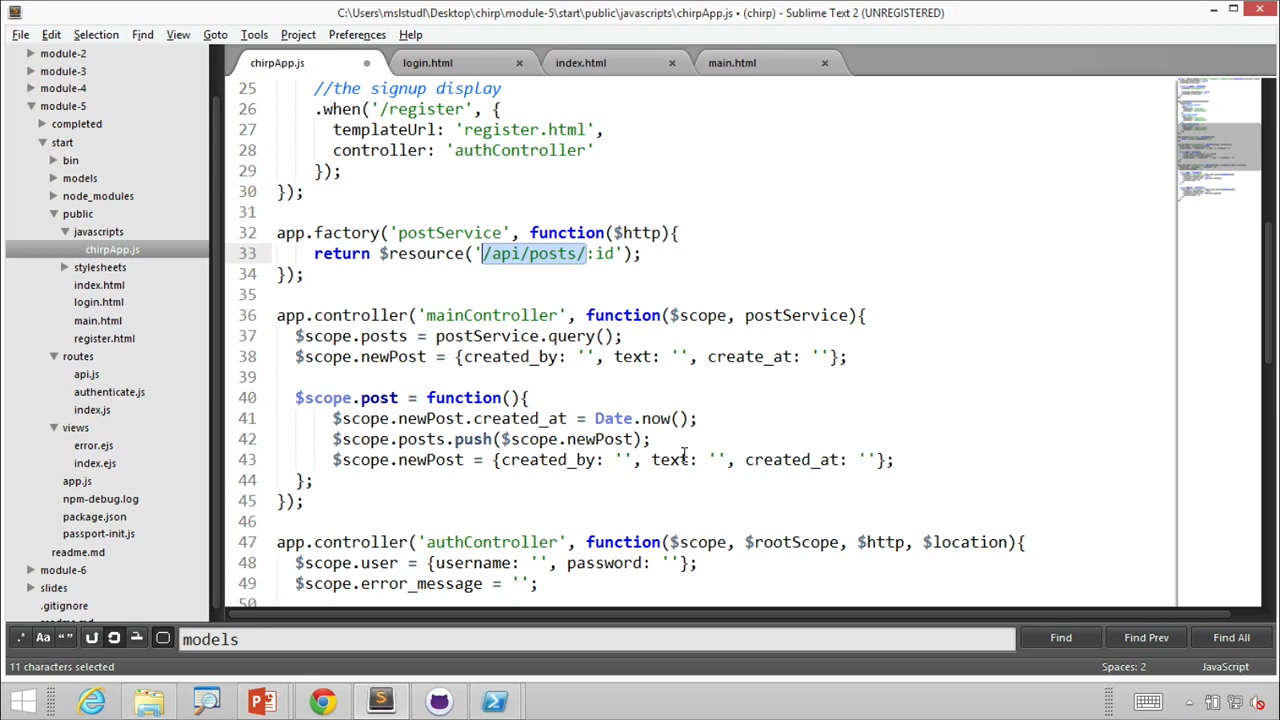 C:\Users\mslstudl\Desktop\chirp\module-5\start\public\javascripts\chirpApp.js • (chirp) - Sublime Text 2 (UNREGISTERED)
File Edit Selection Find View Goto Tools Project Preferences Help
module-2
module-3
module-4
module-5
completed
start
bin
models
node_modules
public
javascripts
chirpApp.js
stylesheets
index.html
login.html
main.html
register.html
routes
api.js
authenticate.js
index.js
views
error.ejs
index.ejs
app.js
npm-debug.log
package.json
passport-init.js
readme.md
module-6
slides
.gitignore
chirpApp.js login.html index.html main.html
25 //the signup display
26 .when('/register', {
27 templateUrl: 'register.html',
28 controller: 'authController'
29 });
30 });
31
32 app.factory('postService', function($http){
33 return $resource('/api/posts/:id');
34 });
35
36 app.controller('mainController', function($scope, postService){
37 $scope.posts = postService.query();
38 $scope.newPost = {created_by: '', text: '', create_at: ''};
39
40 $scope.post = function(){
41 $scope.newPost.created_at = Date.now();
42 $scope.posts.push($scope.newPost);
43 $scope.newPost = {created_by: '', text: '', created_at: ''};
44 };
45 });
46
47 app.controller('authController', function($scope, $rootScope, $http, $location){
48 $scope.user = {username: '', password: ''};
49 $scope.error_message = '';
50
.* Aa “” models Find Find Prev Find All
11 characters selected Spaces: 2 JavaScript